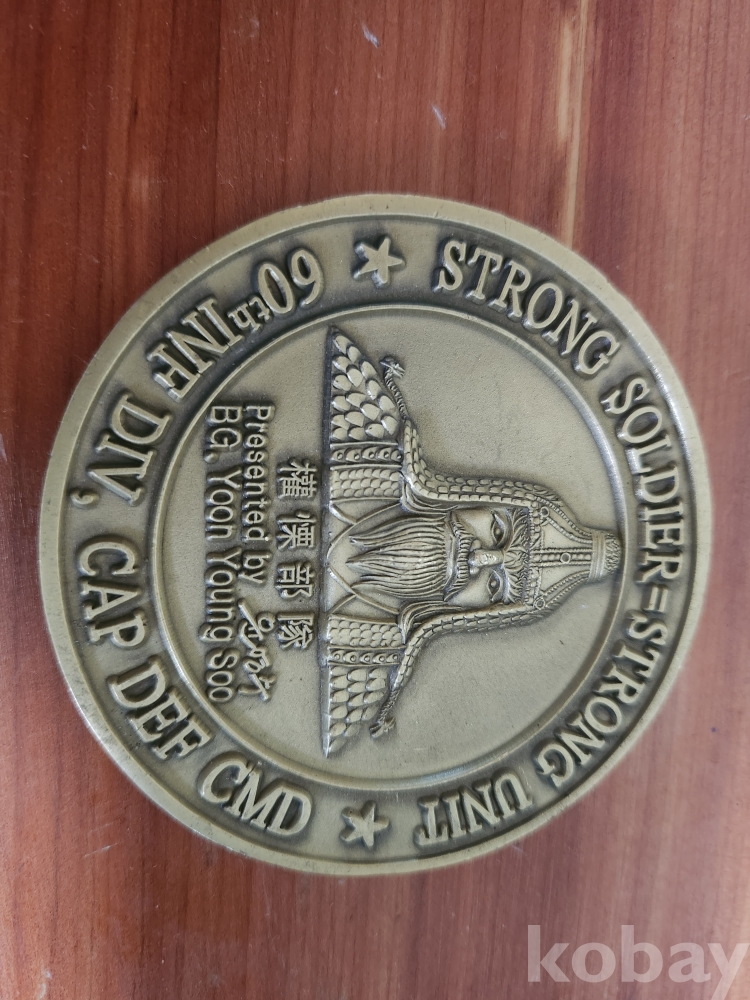 STRONG SOLDIER=STRONG UNIT
權慄部隊
Presented by
BG. Yoon Young Soo
60th INF DIV, CAP DEF CMD
kobay